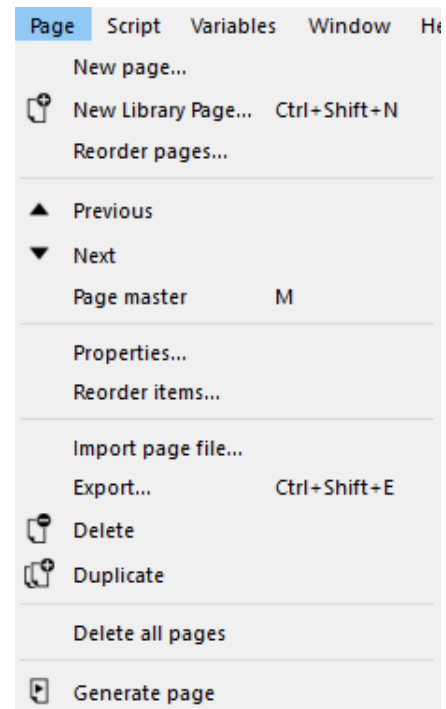 Page Script Variables Window He
New page...
New Library Page... Ctrl+Shift+N
Reorder pages...
Previous
Next
Page master M
Properties...
Reorder items...
Import page file...
Export... Ctrl+Shift+E
Delete
Duplicate
Delete all pages
Generate page